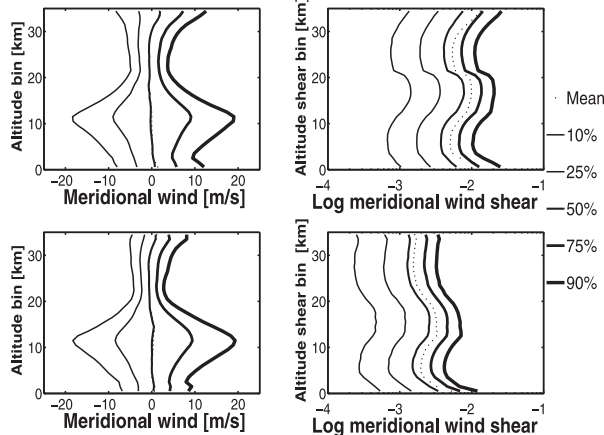 Altitude bin [km]
30
20
10
0
−20 −10 0 10 20
Meridional wind [m/s]
Altitude shear bin [km]
30
20
10
0
−4 −3 −2 −1
Log meridional wind shear
Mean
10%
25%
50%
75%
90%
Altitude bin [km]
30
20
10
0
−20 −10 0 10 20
Meridional wind [m/s]
Altitude shear bin [km]
30
20
10
0
−4 −3 −2 −1
Log meridional wind shear